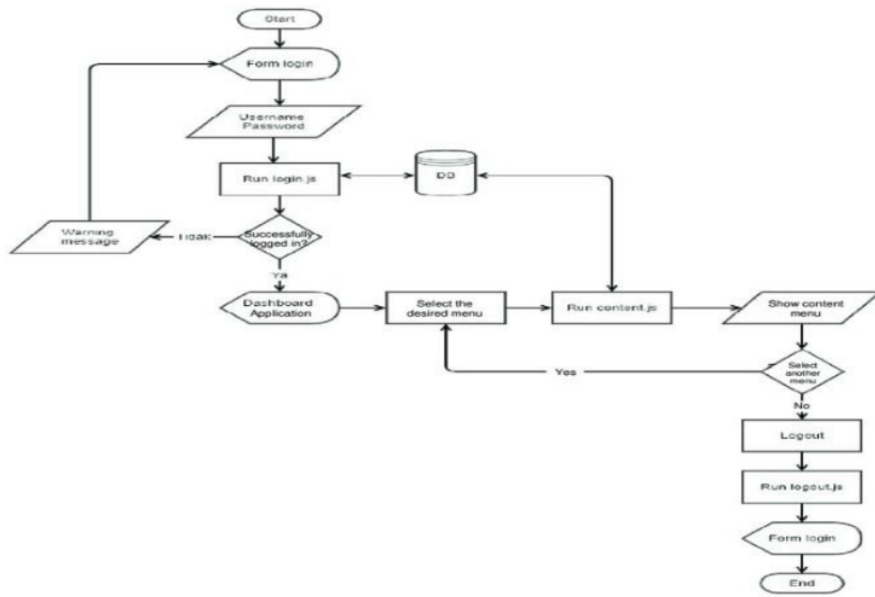 Start
Form login
Username
Password
Run login.js
DB
Successfully
logged in?
Tidak
Warning
message
Ya
Dashboard
Application
Select the
desired menu
Run content.js
Show content
menu
Select
another
menu
Yes
No
Logout
Run logout.js
Form login
End